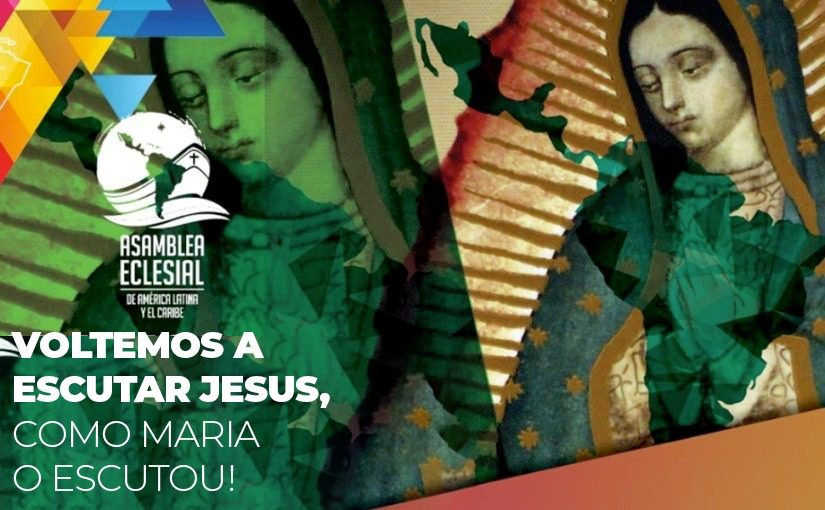 ASAMBLEA
ECLESIAL
DE AMÉRICA LATINA
Y EL CARIBE
VOLTEMOS A
ESCUTAR JESUS,
COMO MARIA
O ESCUTOU!